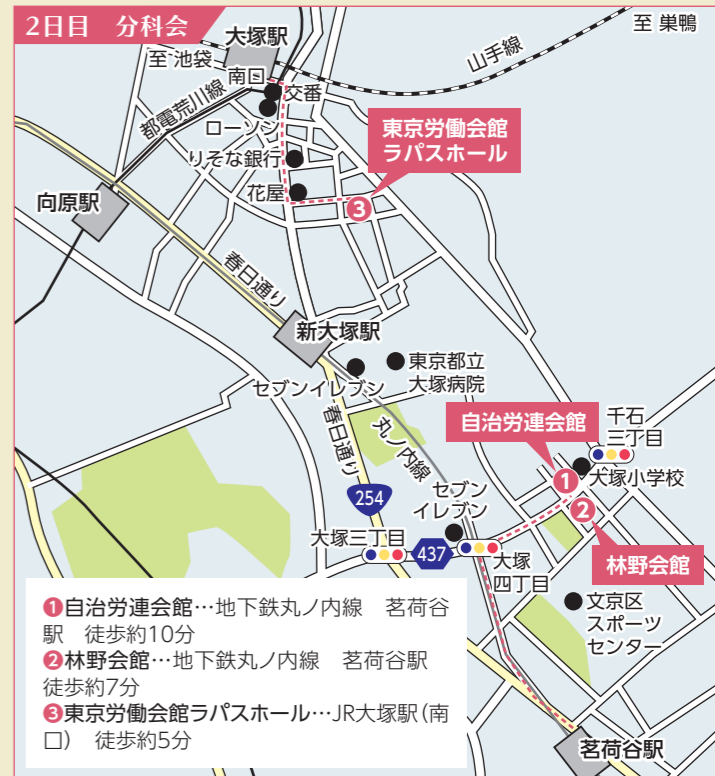 2日目 分科会
大塚駅
至 巣鴨
至 池袋
山手線
南口
交番
都電荒川線
ローソン
東京労働会館
ラパスホール
りそな銀行
花屋
3
向原駅
春日通り
新大塚駅
東京都立
大塚病院
セブンイレブン
春日通り
丸ノ内線
自治労連会館
千石
三丁目
1
大塚小学校
2
254
セブン
イレブン
大塚三丁目
437
大塚
四丁目
林野会館
文京区
スポーツ
センター
❶自治労連会館…地下鉄丸ノ内線 茗荷谷
駅 徒歩約10分
❷林野会館…地下鉄丸ノ内線 茗荷谷駅
徒歩約7分
❸東京労働会館ラパスホール…JR大塚駅(南
口) 徒歩約5分
茗荷谷駅